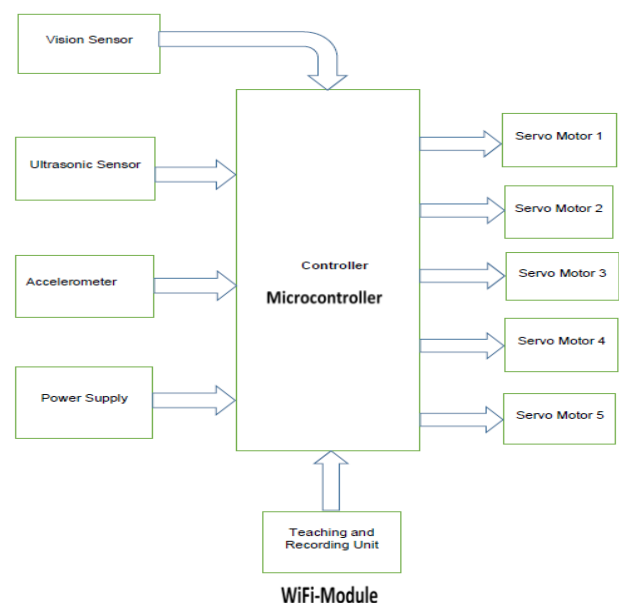 Vision Sensor
Ultrasonic Sensor
Accelerometer
Power Supply
Controller
Microcontroller
Servo Motor 1
Servo Motor 2
Servo Motor 3
Servo Motor 4
Servo Motor 5
Teaching and
Recording Unit
WiFi-Module